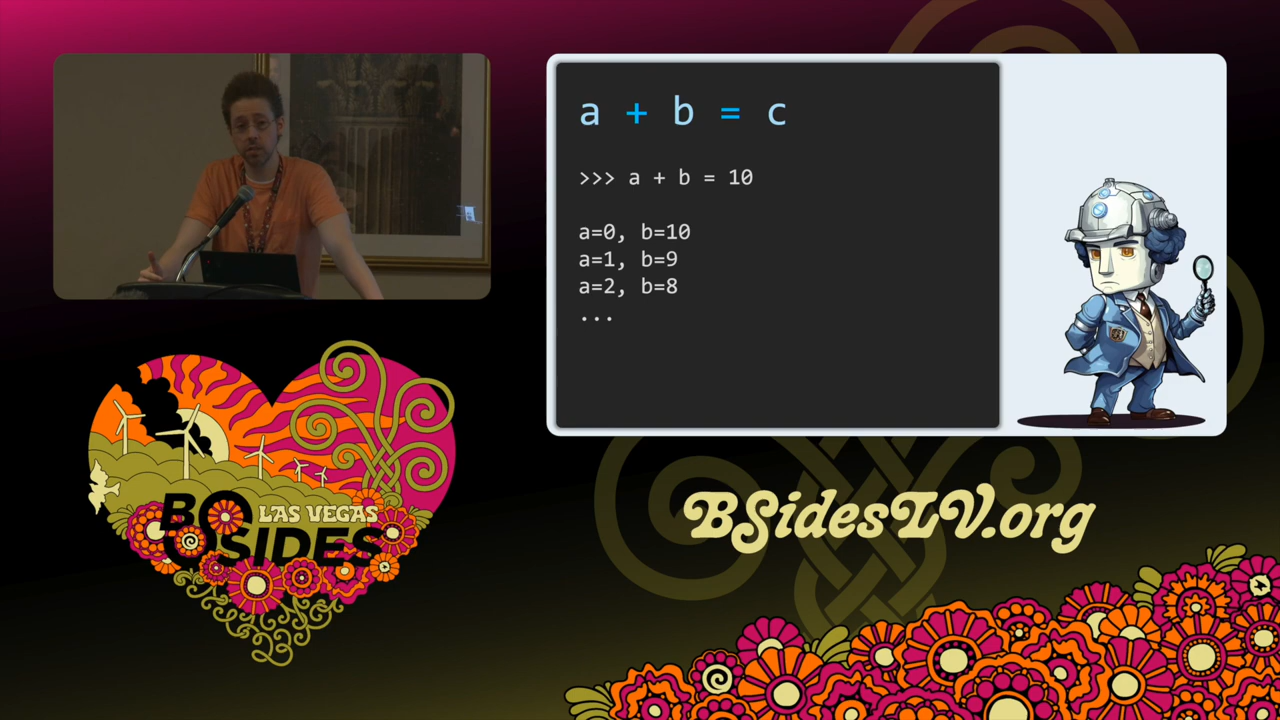 a + b = c
>>> a + b = 10
a=0, b=10
a=1, b=9
a=2, b=8
...
LAS VEGAS
BSIDES
BSidesLV.org